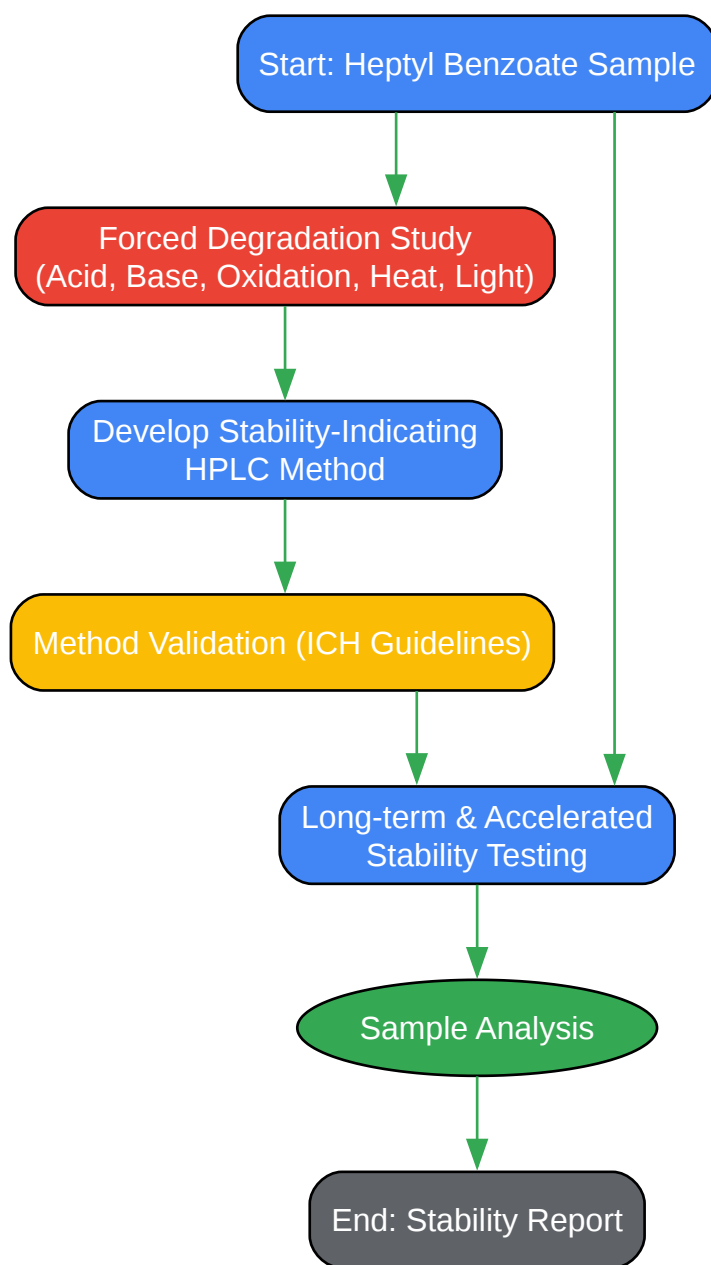 Start: Heptyl Benzoate Sample
Forced Degradation Study
(Acid, Base, Oxidation, Heat, Light)
Develop Stability-Indicating
HPLC Method
Method Validation (ICH Guidelines)
Long-term & Accelerated
Stability Testing
Sample Analysis
End: Stability Report